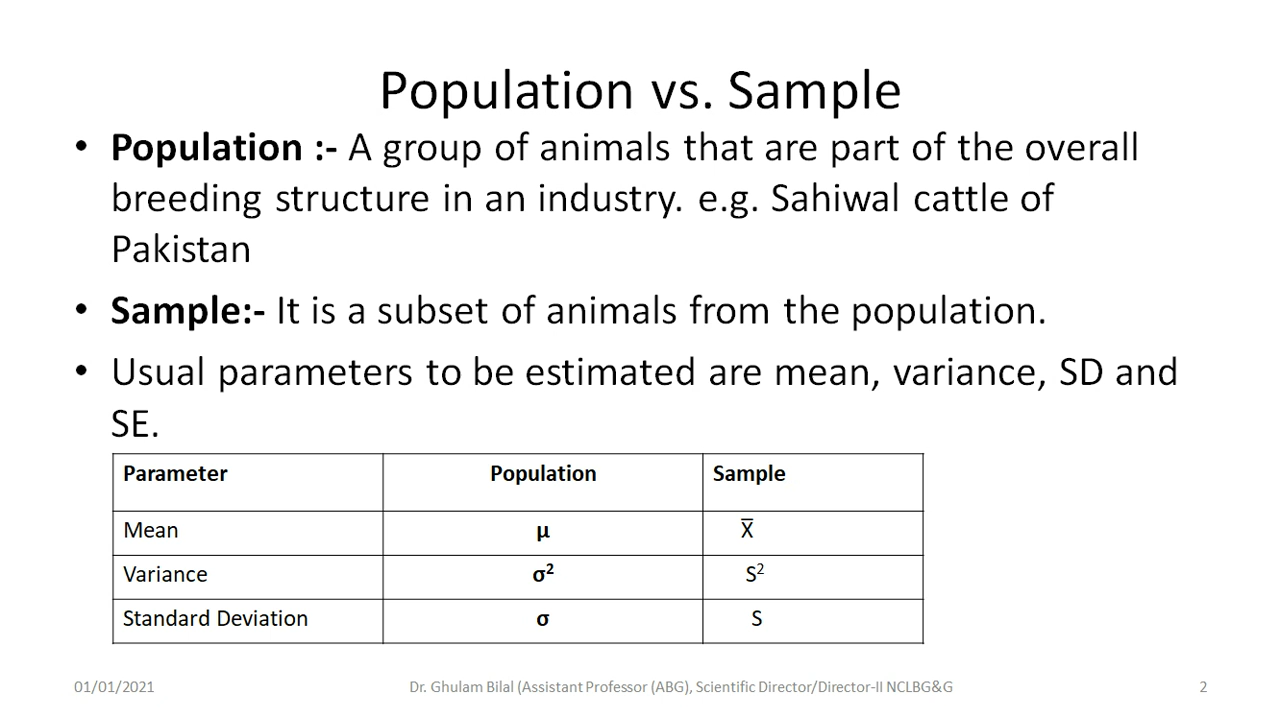 Population vs. Sample
• Population :- A group of animals that are part of the overall
breeding structure in an industry. e.g. Sahiwal cattle of
Pakistan
• Sample:- It is a subset of animals from the population.
• Usual parameters to be estimated are mean, variance, SD and
SE.
Parameter Population Sample
Mean μ X̅
Variance σ² S²
Standard Deviation σ S
01/01/2021 Dr. Ghulam Bilal (Assistant Professor (ABG), Scientific Director/Director-II NCLBG&G 2